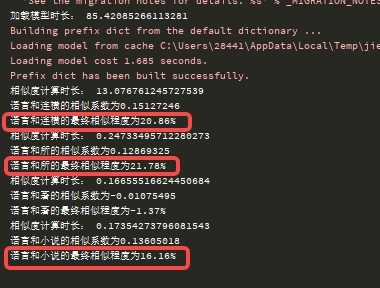 "See the migration notes for details: %s" % _MIGRATION_NOTES
加载模型时长： 85.42085266113281
Building prefix dict from the default dictionary ...
Loading model from cache C:\Users\28441\AppData\Local\Temp\jie
Loading model cost 1.685 seconds.
Prefix dict has been built successfully.
相似度计算时长： 13.076761245727539
语言和连横的相似系数为0.15127246
语言和连横的最终相似程度为20.86%
相似度计算时长： 0.24733495712280273
语言和所的相似系数为0.12869325
语言和所的最终相似程度为21.78%
相似度计算时长： 0.16655516624450684
语言和著的相似系数为-0.01075495
语言和著的最终相似程度为-1.37%
相似度计算时长： 0.17354273796081543
语言和小说的相似系数为0.13605018
语言和小说的最终相似程度为16.16%